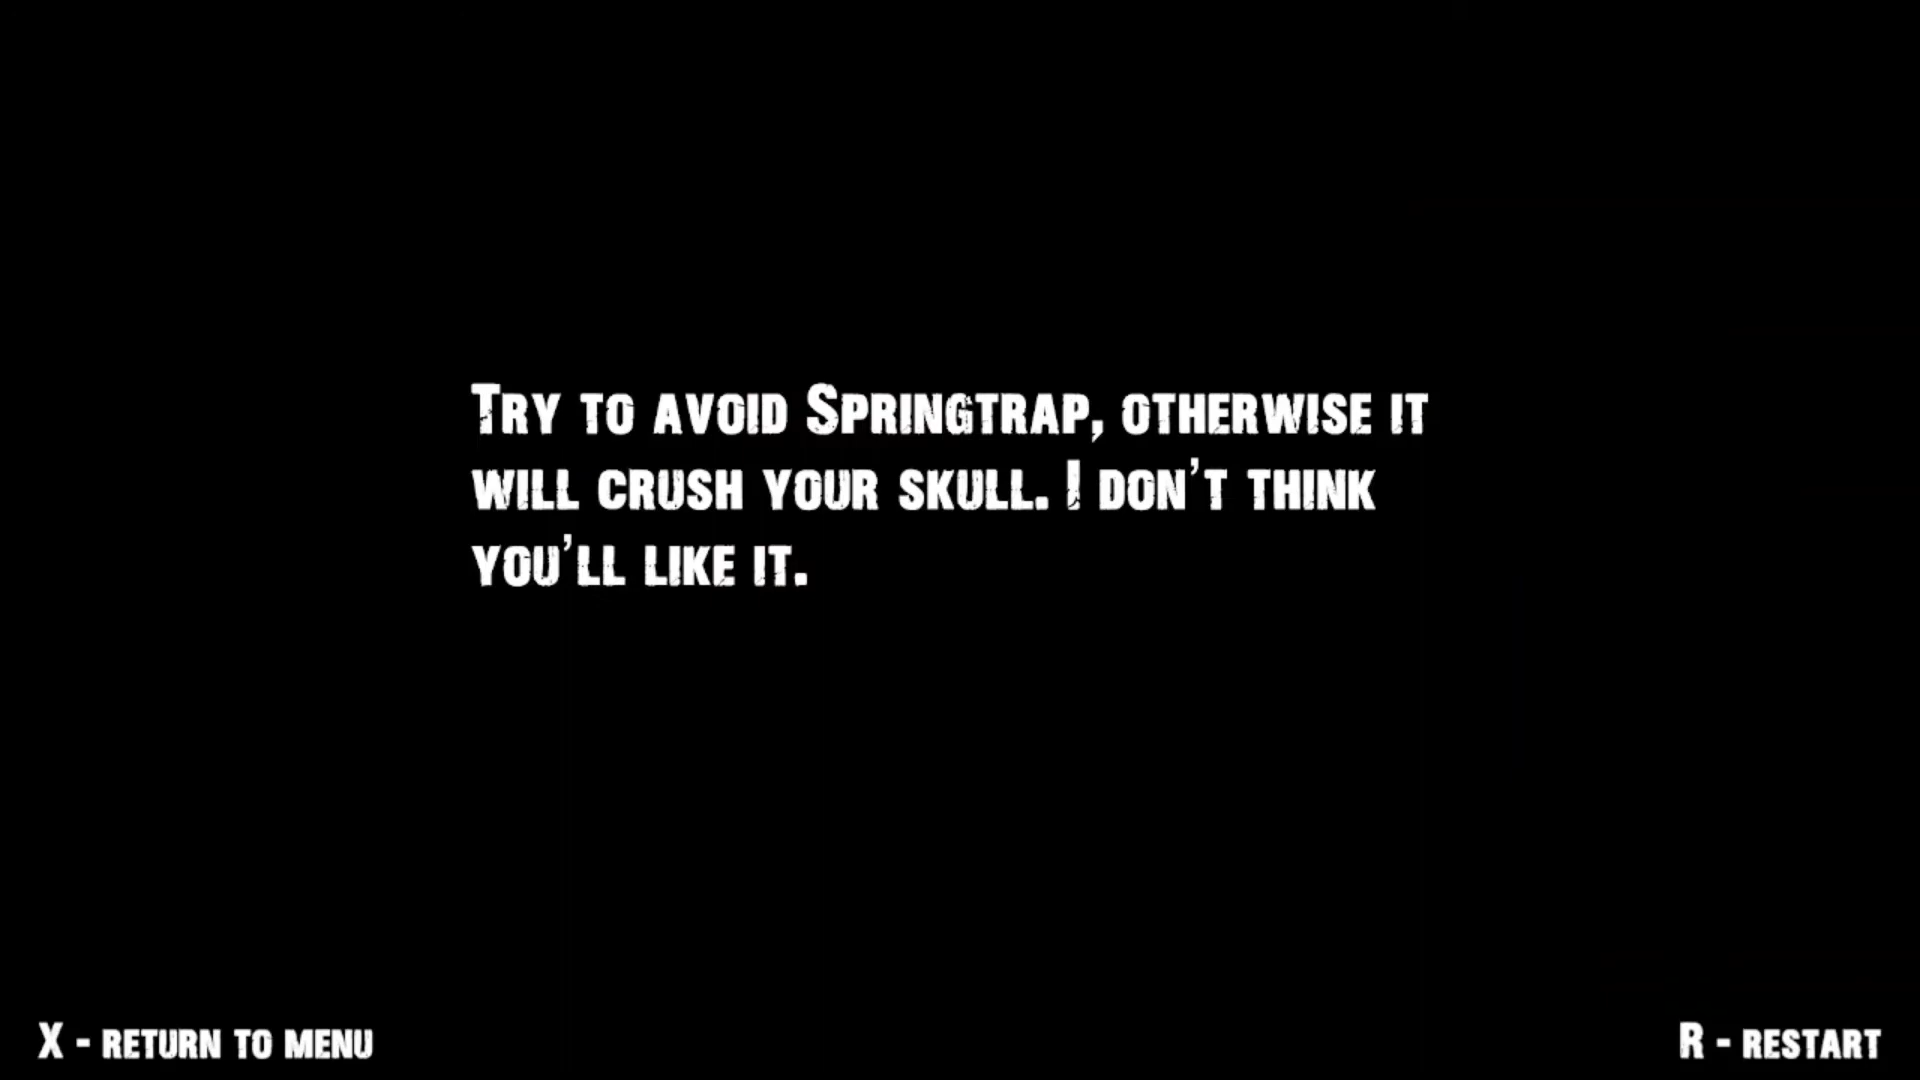 Try to avoid Springtrap, otherwise it
will crush your skull. I don't think
you'll like it.
X - return to menu
R - restart